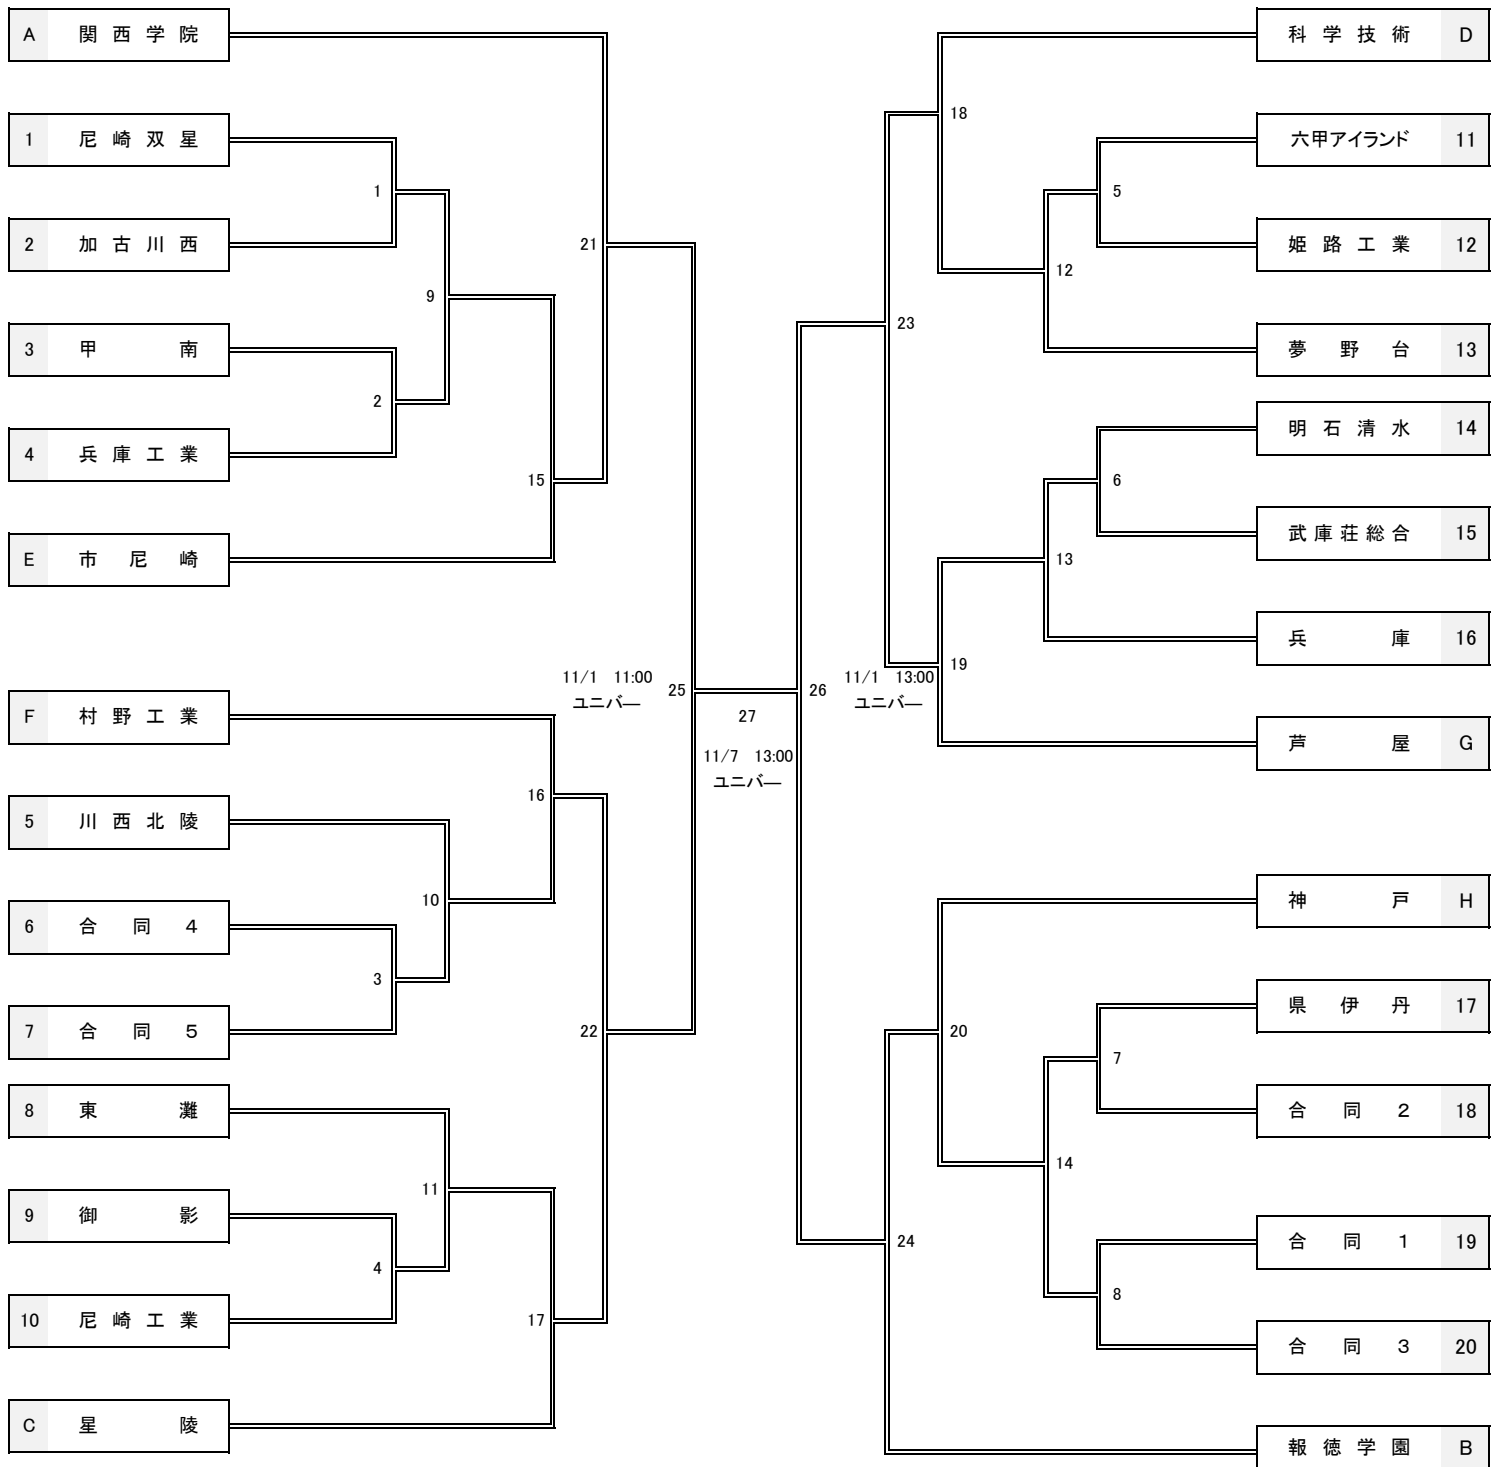 A 関西学院
1 尼崎双星
1
2 加古川西
21
9
3 甲南
2
4 兵庫工業
15
E 市尼崎
11/1 11:00
ユニバー
25
F 村野工業
16
5 川西北陵
10
6 合同4
3
7 合同5
22
8 東灘
11
9 御影
4
10 尼崎工業
17
C 星陵
27
11/7 13:00
ユニバー
科学技術 D
18
六甲アイランド 11
5
姫路工業 12
12
23
夢野台 13
明石清水 14
6
武庫荘総合 15
13
兵庫 16
19
26
11/1 13:00
ユニバー
芦屋 G
神戸 H
県伊丹 17
20
7
合同2 18
14
合同1 19
24
8
合同3 20
報徳学園 B